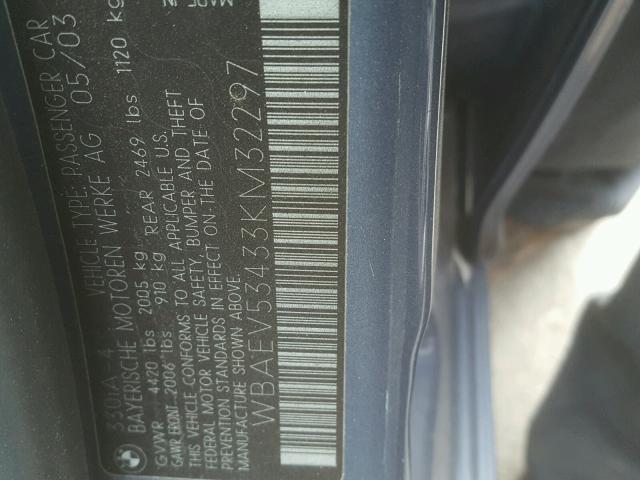 330iA-4 VEHICLE TYPE: PASSENGER CAR
BAYERISCHE MOTOREN WERKE AG 05/03
GVWR 4420 lbs 2005 kg REAR 2469 lbs 1120 kg
GAWR FRONT: 2006 lbs 910 kg
THIS VEHICLE CONFORMS TO ALL APPLICABLE U.S.
FEDERAL MOTOR VEHICLE SAFETY, BUMPER AND THEFT
PREVENTION STANDARDS IN EFFECT ON THE DATE OF
MANUFACTURE SHOWN ABOVE.
WBAEV53433KM32297